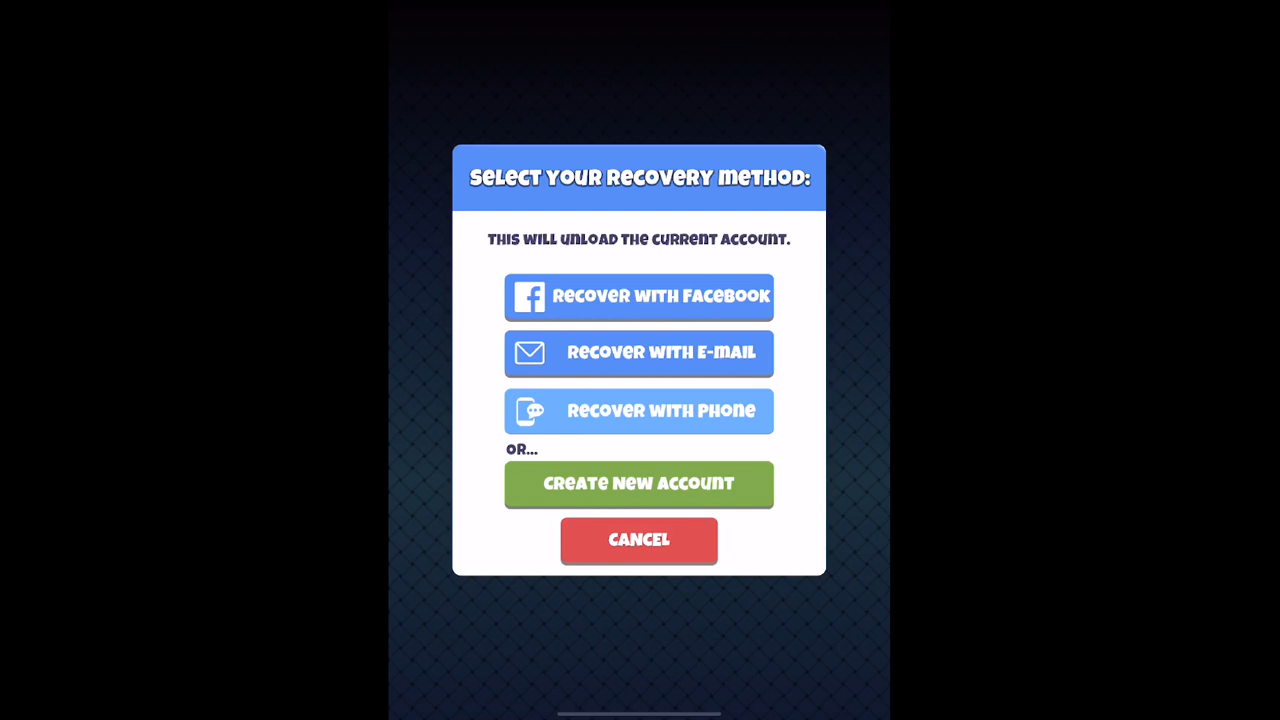 Select your recovery method:
This will unload the current account.
Recover with Facebook
Recover with E-mail
Recover with Phone
or...
Create New Account
CANCEL